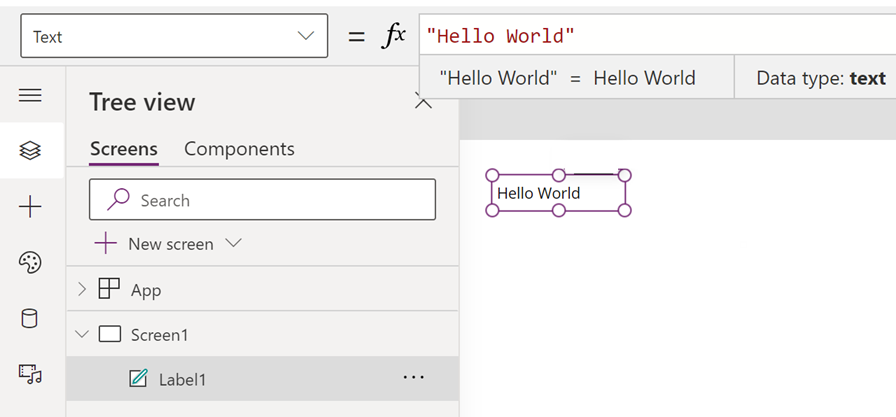 Text = fx "Hello World"
"Hello World" = Hello World Data type: text
Tree view
Screens Components
Search
New screen
App
Screen1
Label1
Hello World